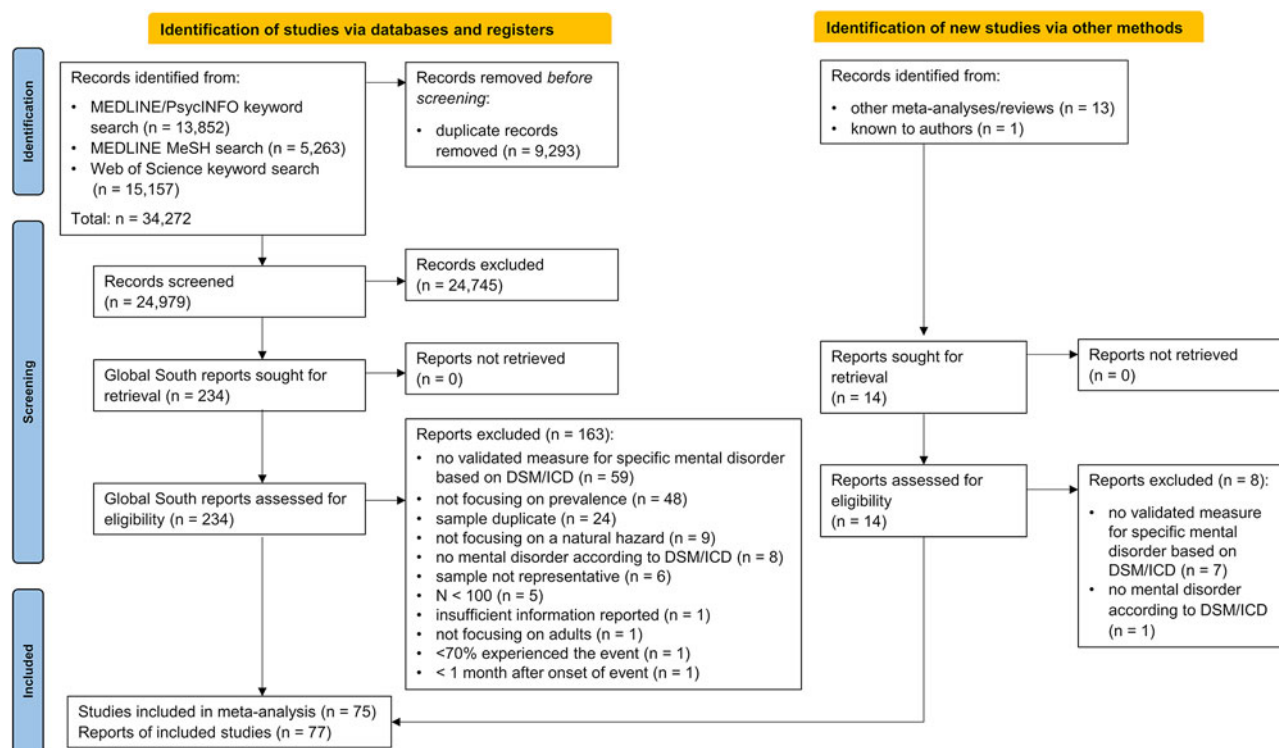 Identification of studies via databases and registers
Identification of new studies via other methods
Identification
Records identified from:
• MEDLINE/PsycINFO keyword
search (n = 13,852)
• MEDLINE MeSH search (n = 5,263)
• Web of Science keyword search
(n = 15,157)
Total: n = 34,272
Records removed before
screening:
• duplicate records
removed (n = 9,293)
Records identified from:
• other meta-analyses/reviews (n = 13)
• known to authors (n = 1)
Screening
Records screened
(n = 24,979)
Records excluded
(n = 24,745)
Global South reports sought for
retrieval (n = 234)
Reports not retrieved
(n = 0)
Reports sought for
retrieval
(n = 14)
Reports not retrieved
(n = 0)
Global South reports assessed for
eligibility (n = 234)
Reports excluded (n = 163):
• no validated measure for specific mental disorder
based on DSM/ICD (n = 59)
• not focusing on prevalence (n = 48)
• sample duplicate (n = 24)
• not focusing on a natural hazard (n = 9)
• no mental disorder according to DSM/ICD (n = 8)
• sample not representative (n = 6)
• N < 100 (n = 5)
• insufficient information reported (n = 1)
• not focusing on adults (n = 1)
• <70% experienced the event (n = 1)
• < 1 month after onset of event (n = 1)
Reports assessed for
eligibility
(n = 14)
Reports excluded (n = 8):
• no validated measure
for specific mental
disorder based on
DSM/ICD (n = 7)
• no mental disorder
according to DSM/ICD
(n = 1)
Included
Studies included in meta-analysis (n = 75)
Reports of included studies (n = 77)